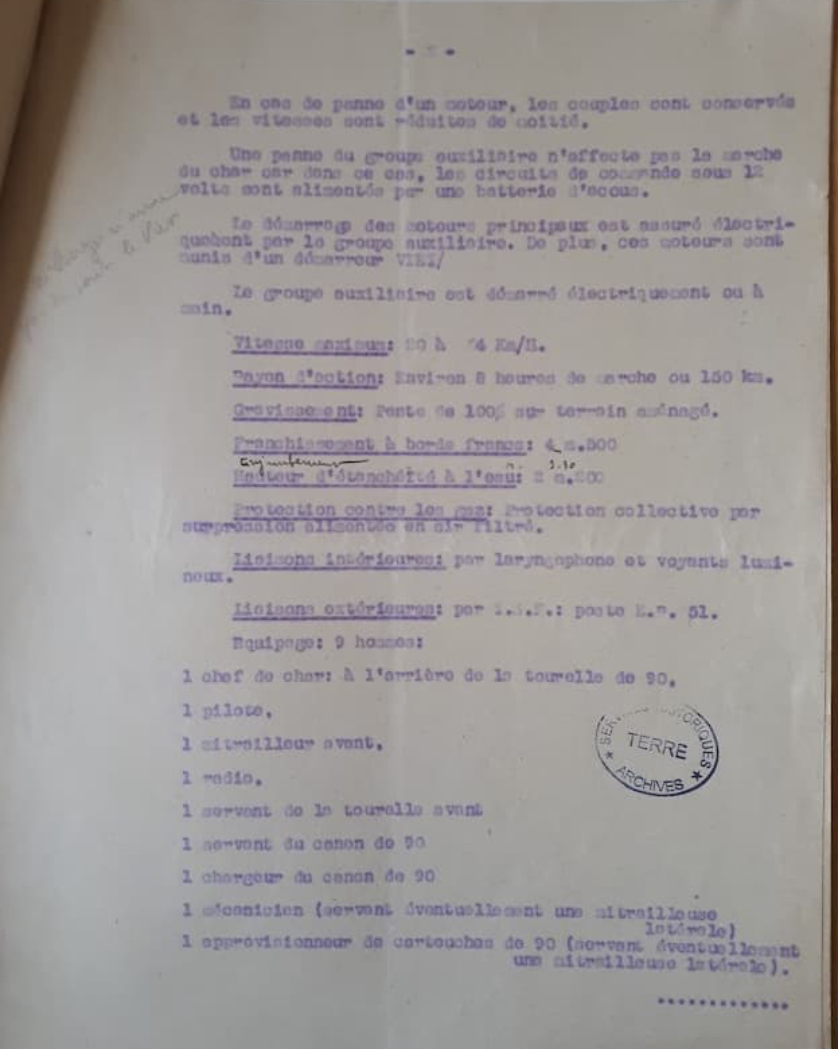 En cas de panne d'un moteur, les couples sont conservés
et les vitesses sont réduites de moitié.
Une panne du groupe auxiliaire n'affecte pas la marche
du char car dans ce cas, les circuits de commande sous 12
volts sont alimentés par une batterie d'accus.
Le démarrage des moteurs principaux est assuré électri-
quement par le groupe auxiliaire. De plus, ces moteurs sont
munis d'un démarreur VIET/
Le groupe auxiliaire est démarré électriquement ou à
main.
Vitesse maximum: à Km/H.
Rayon d'action: Environ 8 heures de marche ou 150 km.
Gravissement: Pente de 100% sur terrain aménagé.
Franchissement à bords francs: 4 m.500
Hauteur d'étanchéité à l'eau:
Protection contre les gaz: Protection collective par
surpression alimentée en air filtré.
Liaisons intérieures: par laryngophone et voyants lumi-
neux.
Liaisons extérieures: par poste 51.
Equipage: 9 hommes:
1 chef de char: à l'arrière de la tourelle de 90.
1 pilote.
1 mitrailleur avant.
1 radio.
1 servant de la tourelle avant
1 servant du canon de 90
1 chargeur du canon de 90
1 mécanicien (servant éventuellement une mitrailleuse
latérale)
1 approvisionneur de cartouches de 90 (servant éventuellement
une mitrailleuse latérale).
.............
HISTORIQUES
TERRE
★ ARCHIVES ★